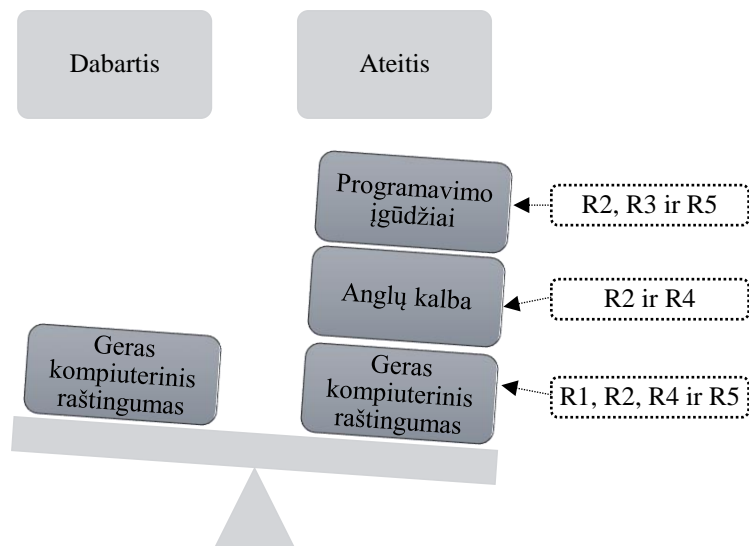 Dabartis
Ateitis
Programavimo
įgūdžiai
R2, R3 ir R5
Anglų kalba
R2 ir R4
Geras
kompiuterinis
raštingumas
Geras
kompiuterinis
raštingumas
R1, R2, R4 ir R5